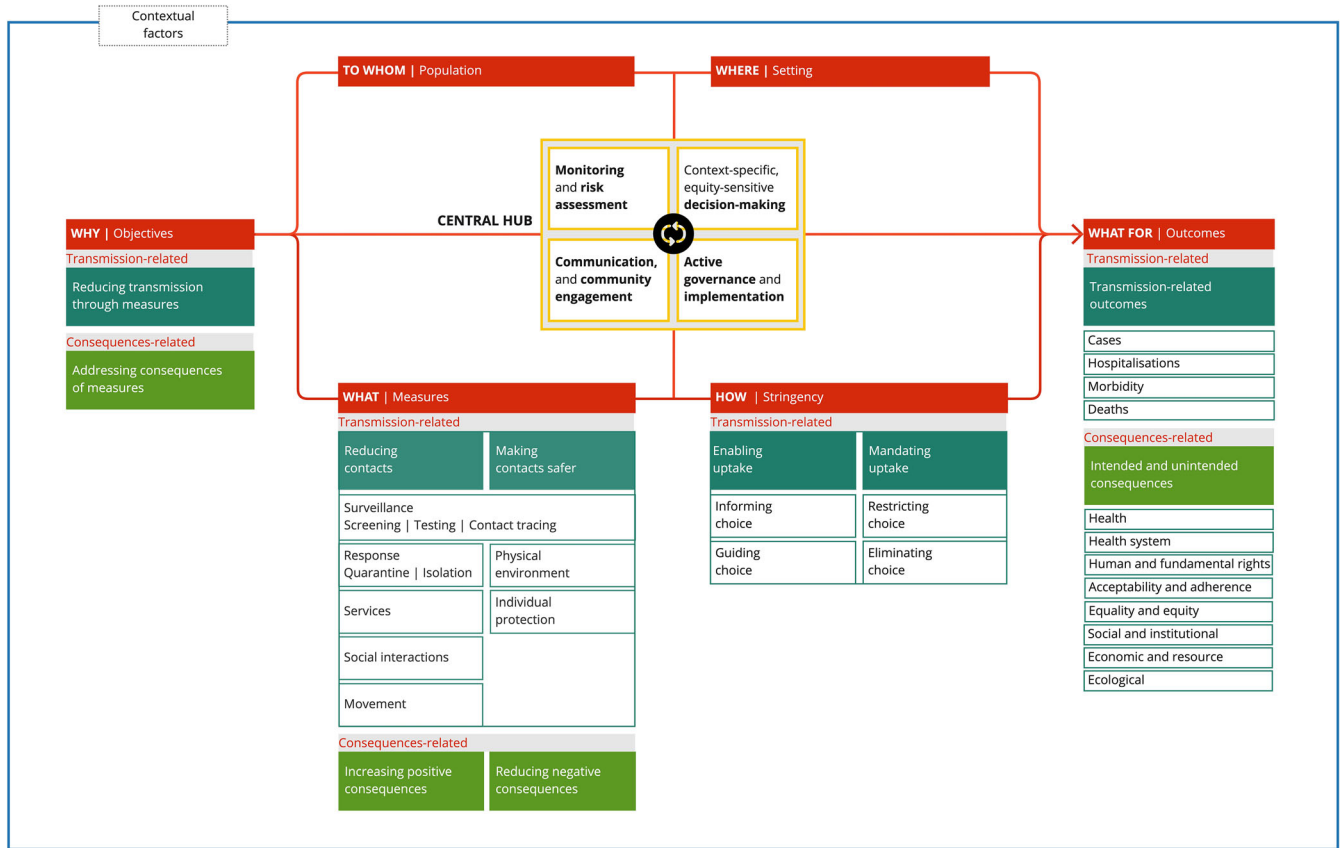 Contextual
factors
TO WHOM | Population
WHERE | Setting
Monitoring
and risk
assessment
Context-specific,
equity-sensitive
decision-making
CENTRAL HUB
Communication,
and community
engagement
Active
governance and
implementation
WHY | Objectives
Transmission-related
Reducing transmission
through measures
Consequences-related
Addressing consequences
of measures
WHAT | Measures
Transmission-related
Reducing
contacts
Making
contacts safer
Surveillance
Screening | Testing | Contact tracing
Response
Quarantine | Isolation
Physical
environment
Services
Individual
protection
Social interactions
Movement
Consequences-related
Increasing positive
consequences
Reducing negative
consequences
HOW | Stringency
Transmission-related
Enabling
uptake
Mandating
uptake
Informing
choice
Restricting
choice
Guiding
choice
Eliminating
choice
WHAT FOR | Outcomes
Transmission-related
Transmission-related
outcomes
Cases
Hospitalisations
Morbidity
Deaths
Consequences-related
Intended and unintended
consequences
Health
Health system
Human and fundamental rights
Acceptability and adherence
Equality and equity
Social and institutional
Economic and resource
Ecological